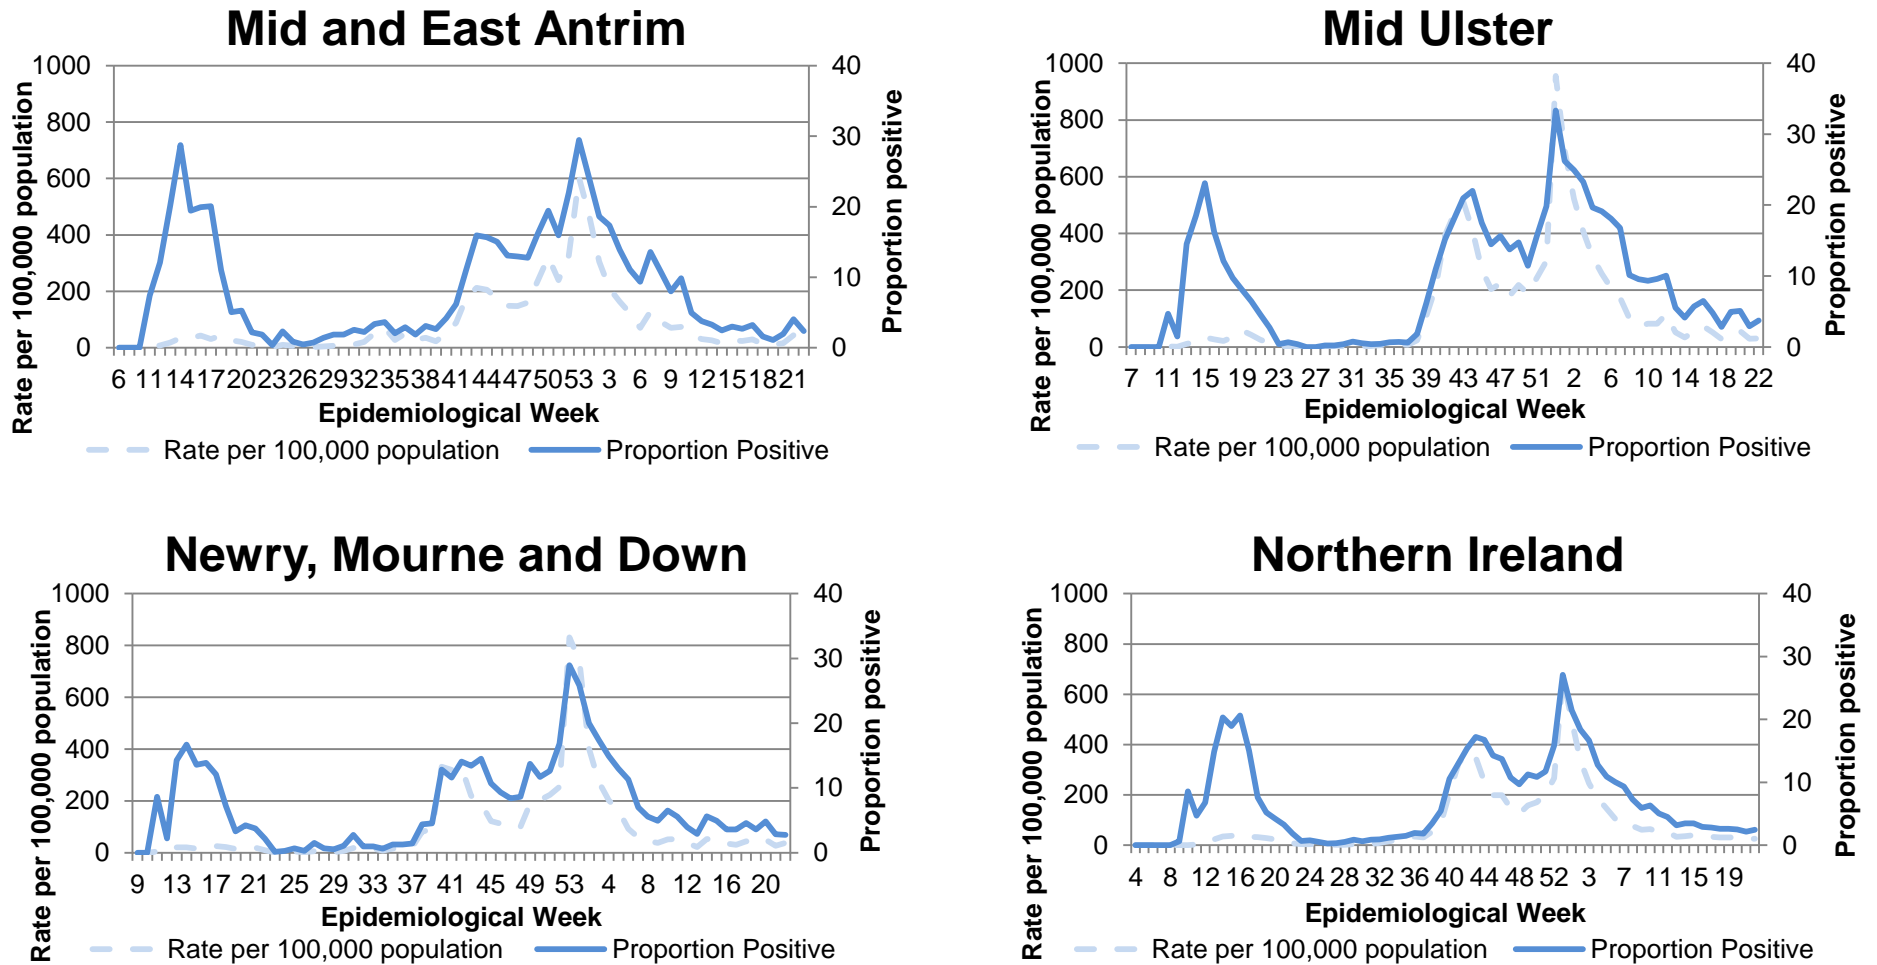 Mid and East Antrim
Rate per 100,000 population
1000
800
600
400
200
0
40
30
20
10
0
Proportion positive
6 11 14 17 20 23 26 29 32 35 38 41 44 47 50 53 3 6 9 12 15 18 21
Epidemiological Week
Rate per 100,000 population Proportion Positive
Mid Ulster
Rate per 100,000 population
1000
800
600
400
200
0
40
30
20
10
0
Proportion positive
7 11 15 19 23 27 31 35 39 43 47 51 2 6 10 14 18 22
Epidemiological Week
Rate per 100,000 population Proportion Positive
Newry, Mourne and Down
Rate per 100,000 population
1000
800
600
400
200
0
40
30
20
10
0
Proportion positive
9 13 17 21 25 29 33 37 41 45 49 53 4 8 12 16 20
Epidemiological Week
Rate per 100,000 population Proportion Positive
Northern Ireland
Rate per 100,000 population
1000
800
600
400
200
0
40
30
20
10
0
Proportion positive
4 8 12 16 20 24 28 32 36 40 44 48 52 3 7 11 15 19
Epidemiological Week
Rate per 100,000 population Proportion Positive